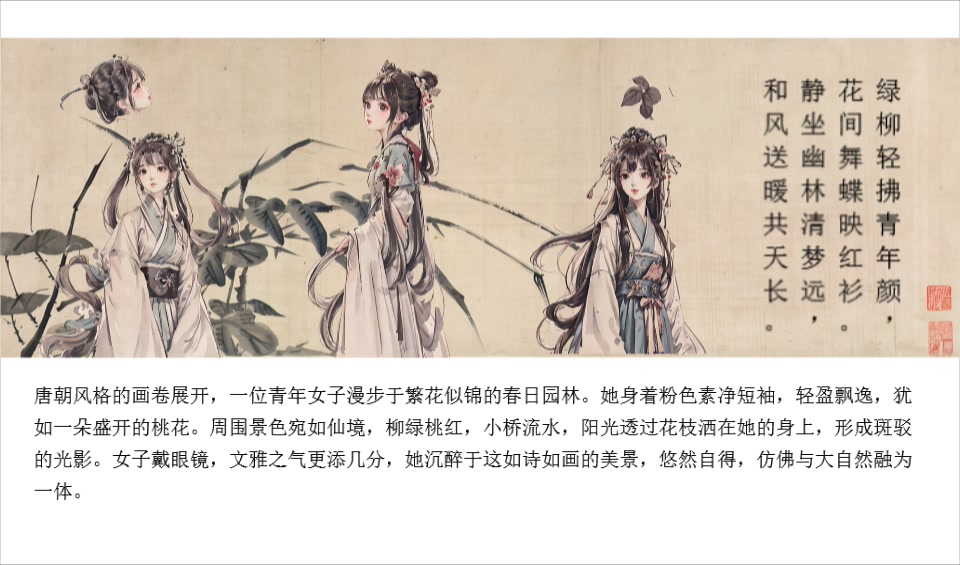 绿柳轻拂青年颜，
花间舞蝶映红衫。
静坐幽林清梦远，
和风送暖共天长。
唐朝风格的画卷展开，一位青年女子漫步于繁花似锦的春日园林。她身着粉色素净短袖，轻盈飘逸，犹
如一朵盛开的桃花。周围景色宛如仙境，柳绿桃红，小桥流水，阳光透过花枝洒在她的身上，形成斑驳
的光影。女子戴眼镜，文雅之气更添几分，她沉醉于这如诗如画的美景，悠然自得，仿佛与大自然融为
一体。